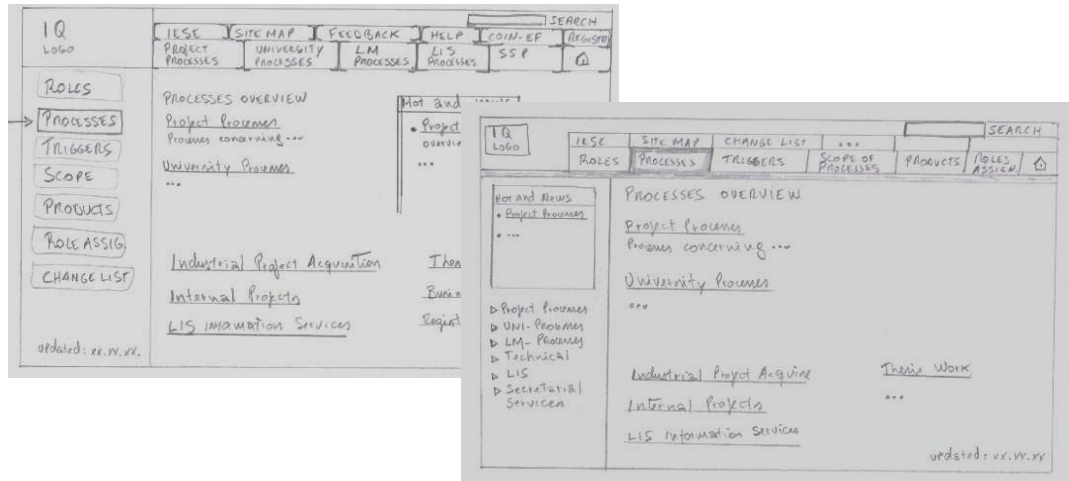 IQ
LOGO
SEARCH
IESE SITE MAP FEEDBACK HELP COIN-EF
PROJECT PROCESSES UNIVERSITY PROCESSES LM PROCESSES LIS PROCESSES SSP
ROLES
PROCESSES
TRIGGERS
SCOPE
PRODUCTS
ROLE ASSIG
CHANGE LIST
updated: xx.xx.xx.
PROCESSES OVERVIEW
Project Processes
Processes concerning ...
University Processes
...
Hot and
Project
...
Industrial Project Acquisition
Internal Projects
LIS Information Services
IQ
LOGO
SEARCH
IESE SITE MAP CHANGE LIST ...
ROLES PROCESSES TRIGGERS SCOPE OF PROCESSES PRODUCTS ROLES ASSIGN.
Hot and News
Project Processes
...
Project Processes
UNI-Processes
LM-Processes
Technical
LIS
Secretarial
Services
PROCESSES OVERVIEW
Project Processes
Processes concerning ...
University Processes
...
Industrial Project Acquire
Thesis Work
Internal Projects
...
LIS Information Services
updated: xx.xx.xx